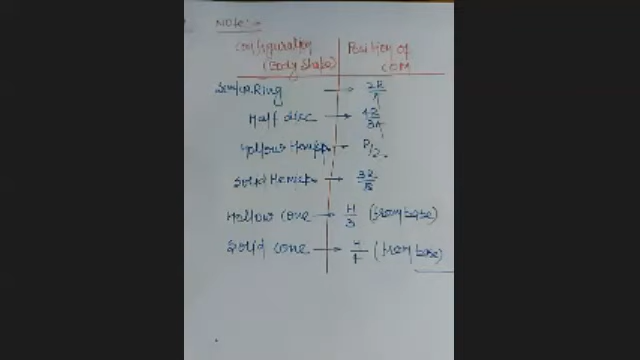 Note:-
Configuration (Body Shape) Position of COM
Semi Ring → 2R/π
Half disc → 4R/3π
Hollow Hemisp. → R/2
Solid Hemisp. → 3R/8
Hollow Cone → H/3 (from base)
Solid Cone → H/4 (from base)